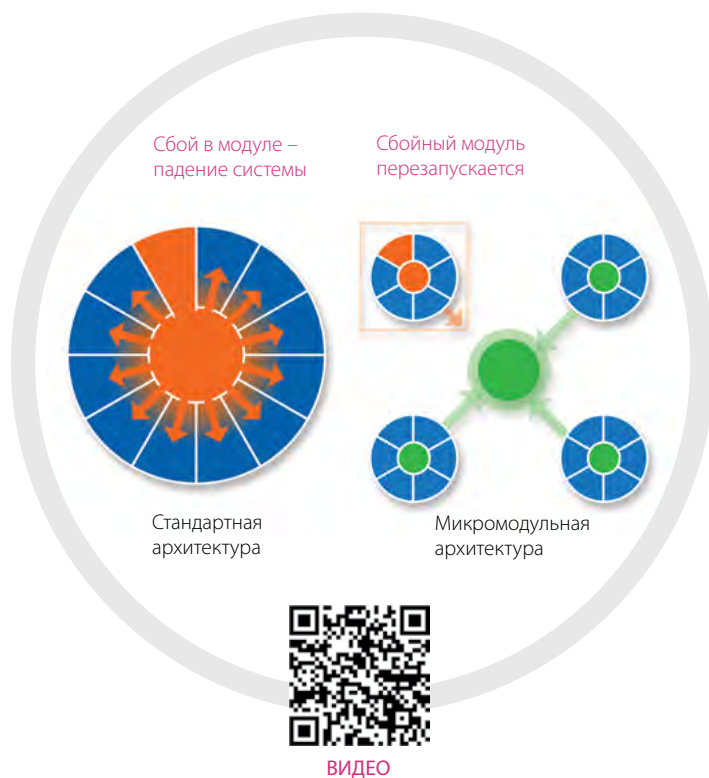 Сбой в модуле –
падение системы
Сбойный модуль
перезапускается
Стандартная
архитектура
Микромодульная
архитектура
ВИДЕО